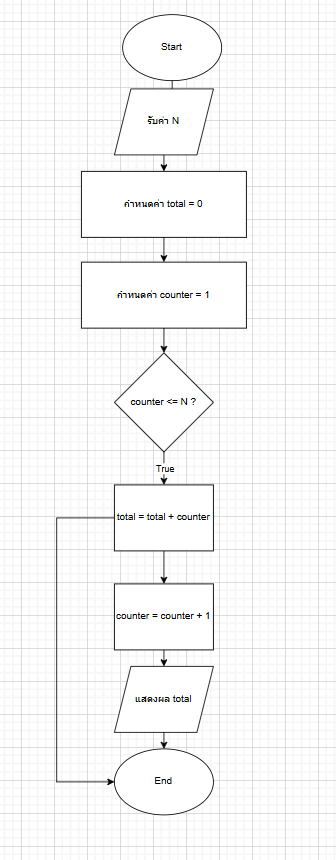 Start
รับค่า N
กำหนดค่า total = 0
กำหนดค่า counter = 1
counter <= N ?
True
total = total + counter
counter = counter + 1
แสดงผล total
End